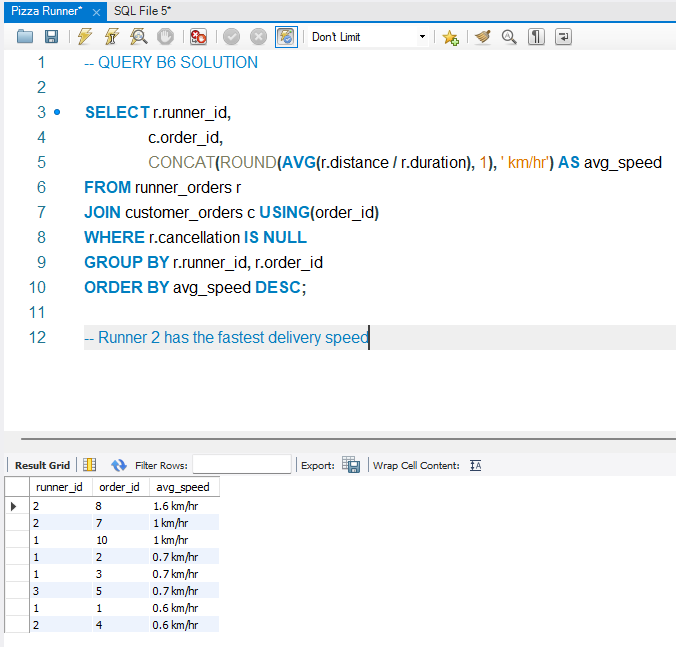 Pizza Runner* × SQL File 5*
Don't Limit
1 -- QUERY B6 SOLUTION
2
3 SELECT r.runner_id,
4 c.order_id,
5 CONCAT(ROUND(AVG(r.distance / r.duration), 1), ' km/hr') AS avg_speed
6 FROM runner_orders r
7 JOIN customer_orders c USING(order_id)
8 WHERE r.cancellation IS NULL
9 GROUP BY r.runner_id, r.order_id
10 ORDER BY avg_speed DESC;
11
12 -- Runner 2 has the fastest delivery speed
Result Grid Filter Rows: Export: Wrap Cell Content: IA
runner_id order_id avg_speed
2 8 1.6 km/hr
2 7 1 km/hr
1 10 1 km/hr
1 2 0.7 km/hr
1 3 0.7 km/hr
3 5 0.7 km/hr
1 1 0.6 km/hr
2 4 0.6 km/hr